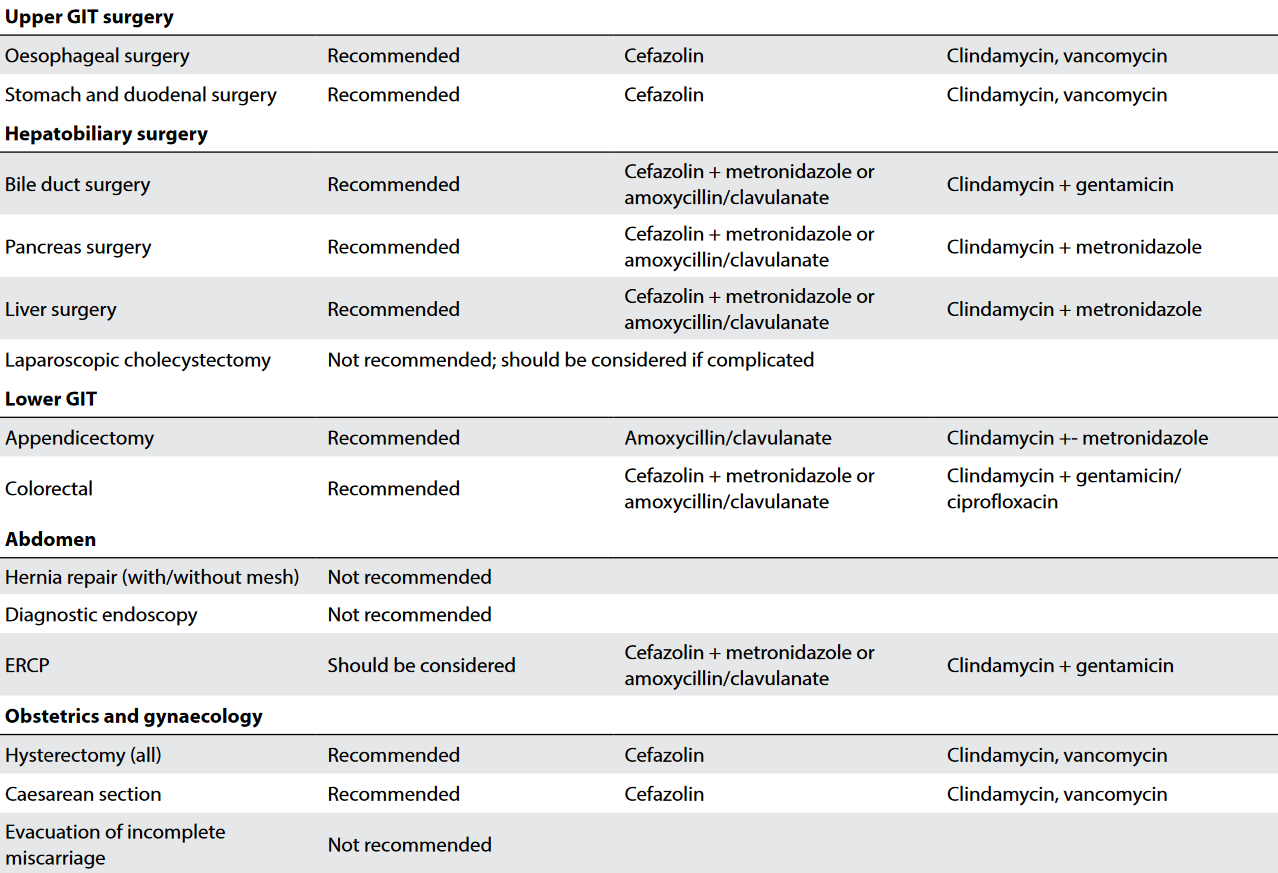 Upper GIT surgery
Oesophageal surgery Recommended Cefazolin Clindamycin, vancomycin
Stomach and duodenal surgery Recommended Cefazolin Clindamycin, vancomycin
Hepatobiliary surgery
Bile duct surgery Recommended Cefazolin + metronidazole or
amoxycillin/clavulanate Clindamycin + gentamicin
Pancreas surgery Recommended Cefazolin + metronidazole or
amoxycillin/clavulanate Clindamycin + metronidazole
Liver surgery Recommended Cefazolin + metronidazole or
amoxycillin/clavulanate Clindamycin + metronidazole
Laparoscopic cholecystectomy Not recommended; should be considered if complicated
Lower GIT
Appendicectomy Recommended Amoxycillin/clavulanate Clindamycin +- metronidazole
Colorectal Recommended Cefazolin + metronidazole or
amoxycillin/clavulanate Clindamycin + gentamicin/
ciprofloxacin
Abdomen
Hernia repair (with/without mesh) Not recommended
Diagnostic endoscopy Not recommended
ERCP Should be considered Cefazolin + metronidazole or
amoxycillin/clavulanate Clindamycin + gentamicin
Obstetrics and gynaecology
Hysterectomy (all) Recommended Cefazolin Clindamycin, vancomycin
Caesarean section Recommended Cefazolin Clindamycin, vancomycin
Evacuation of incomplete
miscarriage Not recommended